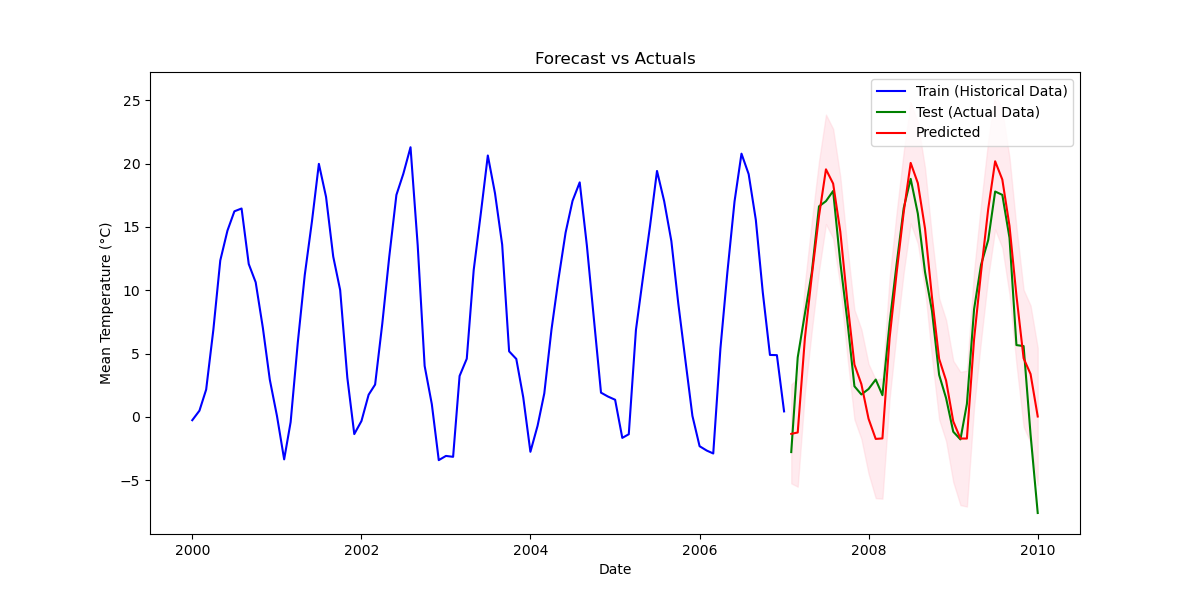 Forecast vs Actuals
Train (Historical Data)
Test (Actual Data)
Predicted
Mean Temperature (°C)
25
20
15
10
5
0
−5
2000 2002 2004 2006 2008 2010
Date